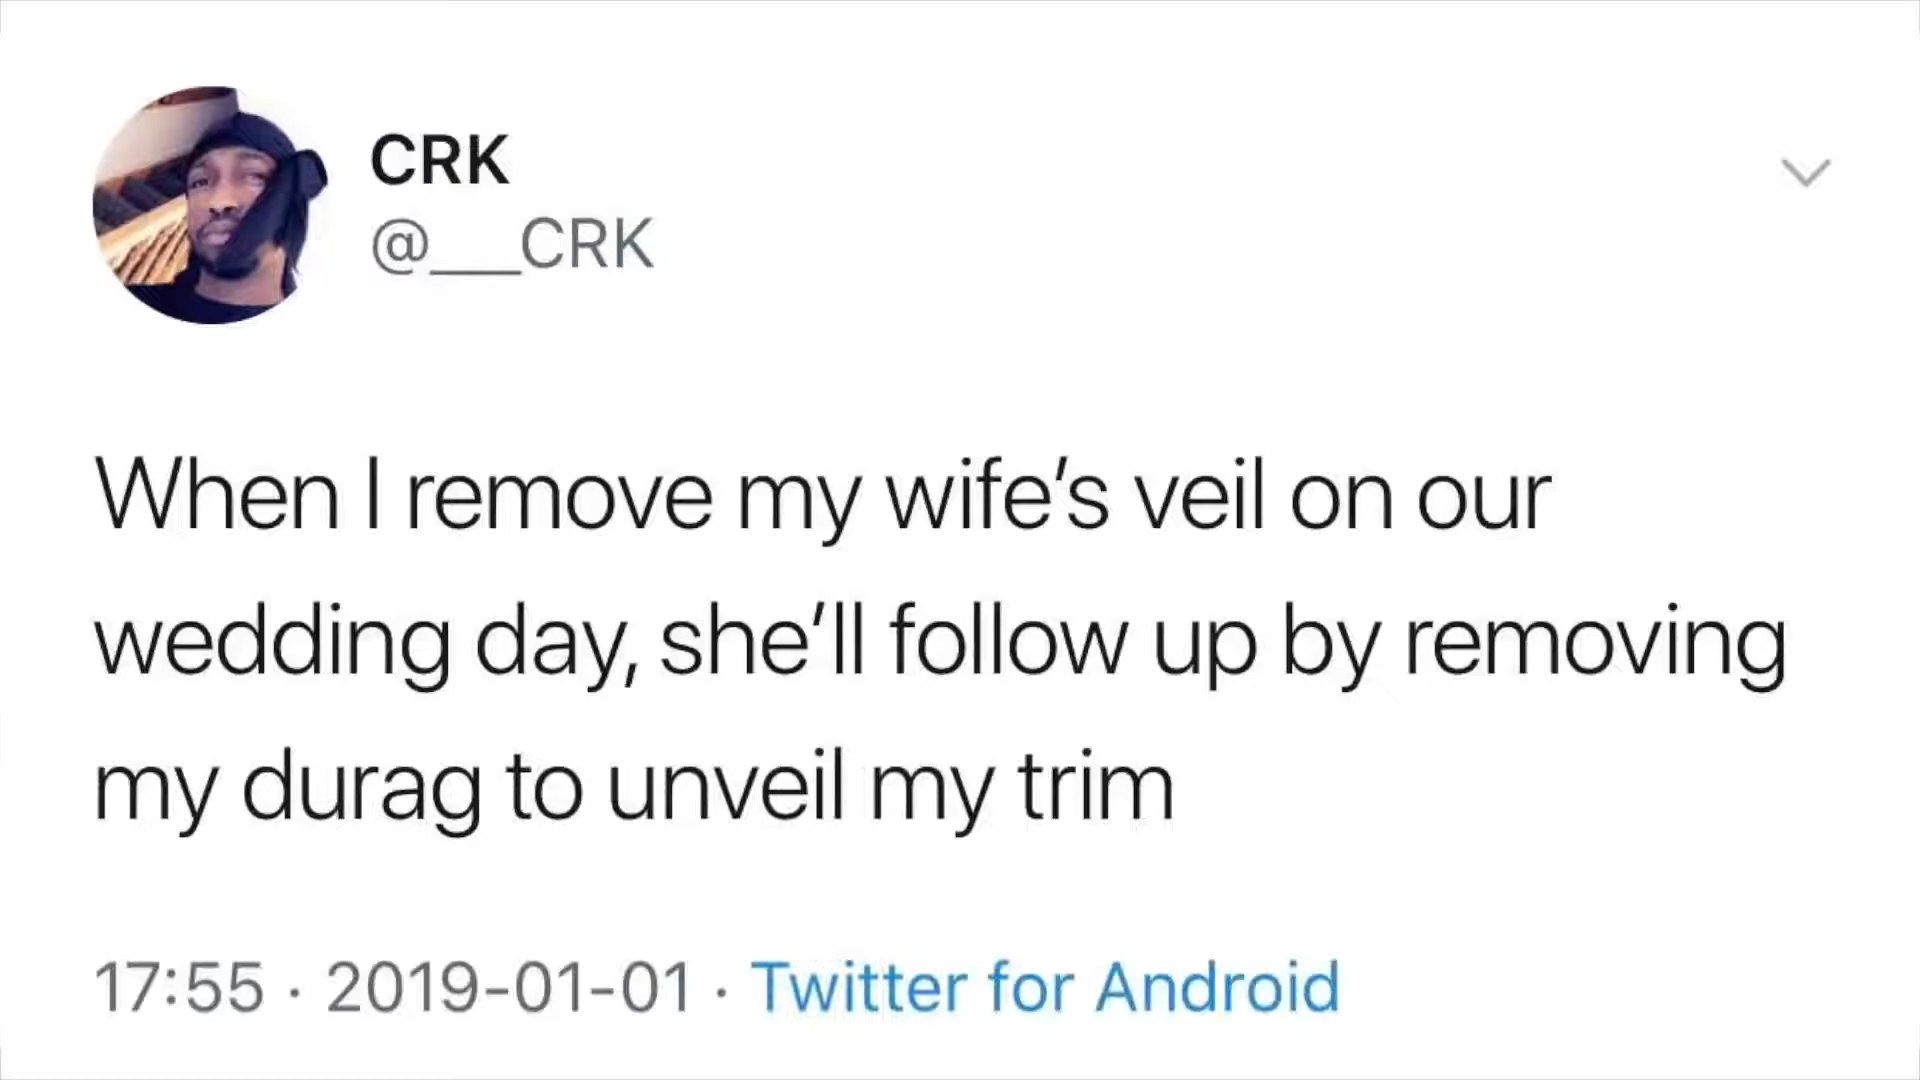 CRK
@___CRK
When I remove my wife’s veil on our
wedding day, she’ll follow up by removing
my durag to unveil my trim
17:55 · 2019-01-01 · Twitter for Android